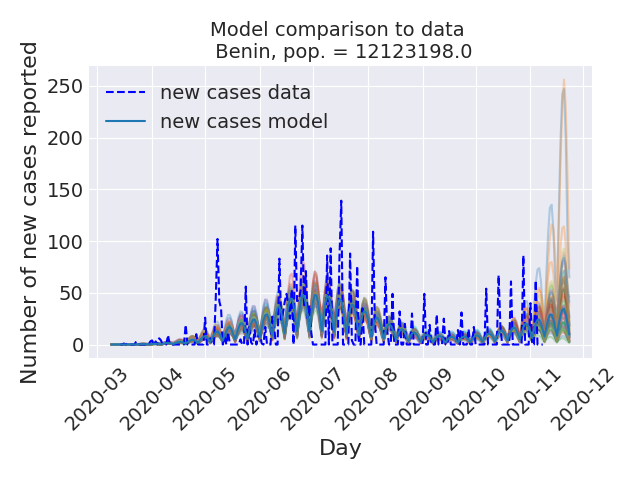 Model comparison to data
Benin, pop. = 12123198.0
Number of new cases reported
250
200
150
100
50
0
new cases data
new cases model
2020-03
2020-04
2020-05
2020-06
2020-07
2020-08
2020-09
2020-10
2020-11
2020-12
Day